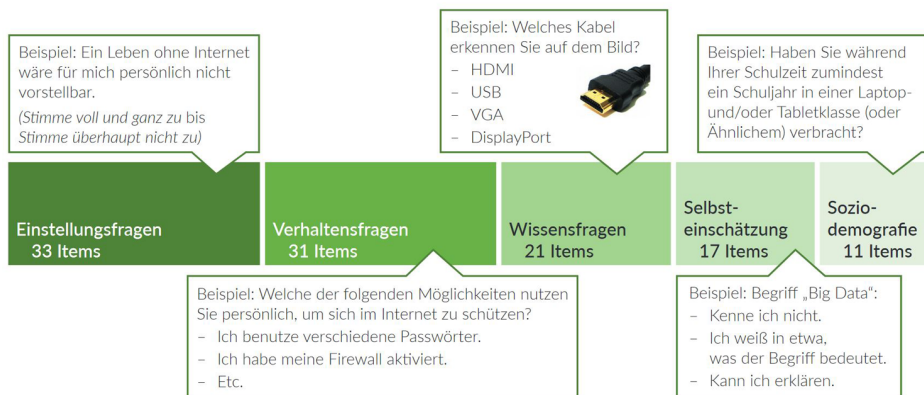 Beispiel: Ein Leben ohne Internet
wäre für mich persönlich nicht
vorstellbar.
(Stimme voll und ganz zu bis
Stimme überhaupt nicht zu)
Beispiel: Welches Kabel
erkennen Sie auf dem Bild?
– HDMI
– USB
– VGA
– DisplayPort
Beispiel: Haben Sie während
Ihrer Schulzeit zumindest
ein Schuljahr in einer Laptop-
und/oder Tabletklasse (oder
Ähnlichem) verbracht?
Einstellungsfragen
33 Items
Verhaltensfragen
31 Items
Wissensfragen
21 Items
Selbst-
einschätzung
17 Items
Sozio-
demografie
11 Items
Beispiel: Welche der folgenden Möglichkeiten nutzen
Sie persönlich, um sich im Internet zu schützen?
– Ich benutze verschiedene Passwörter.
– Ich habe meine Firewall aktiviert.
– Etc.
Beispiel: Begriff „Big Data“:
– Kenne ich nicht.
– Ich weiß in etwa,
was der Begriff bedeutet.
– Kann ich erklären.